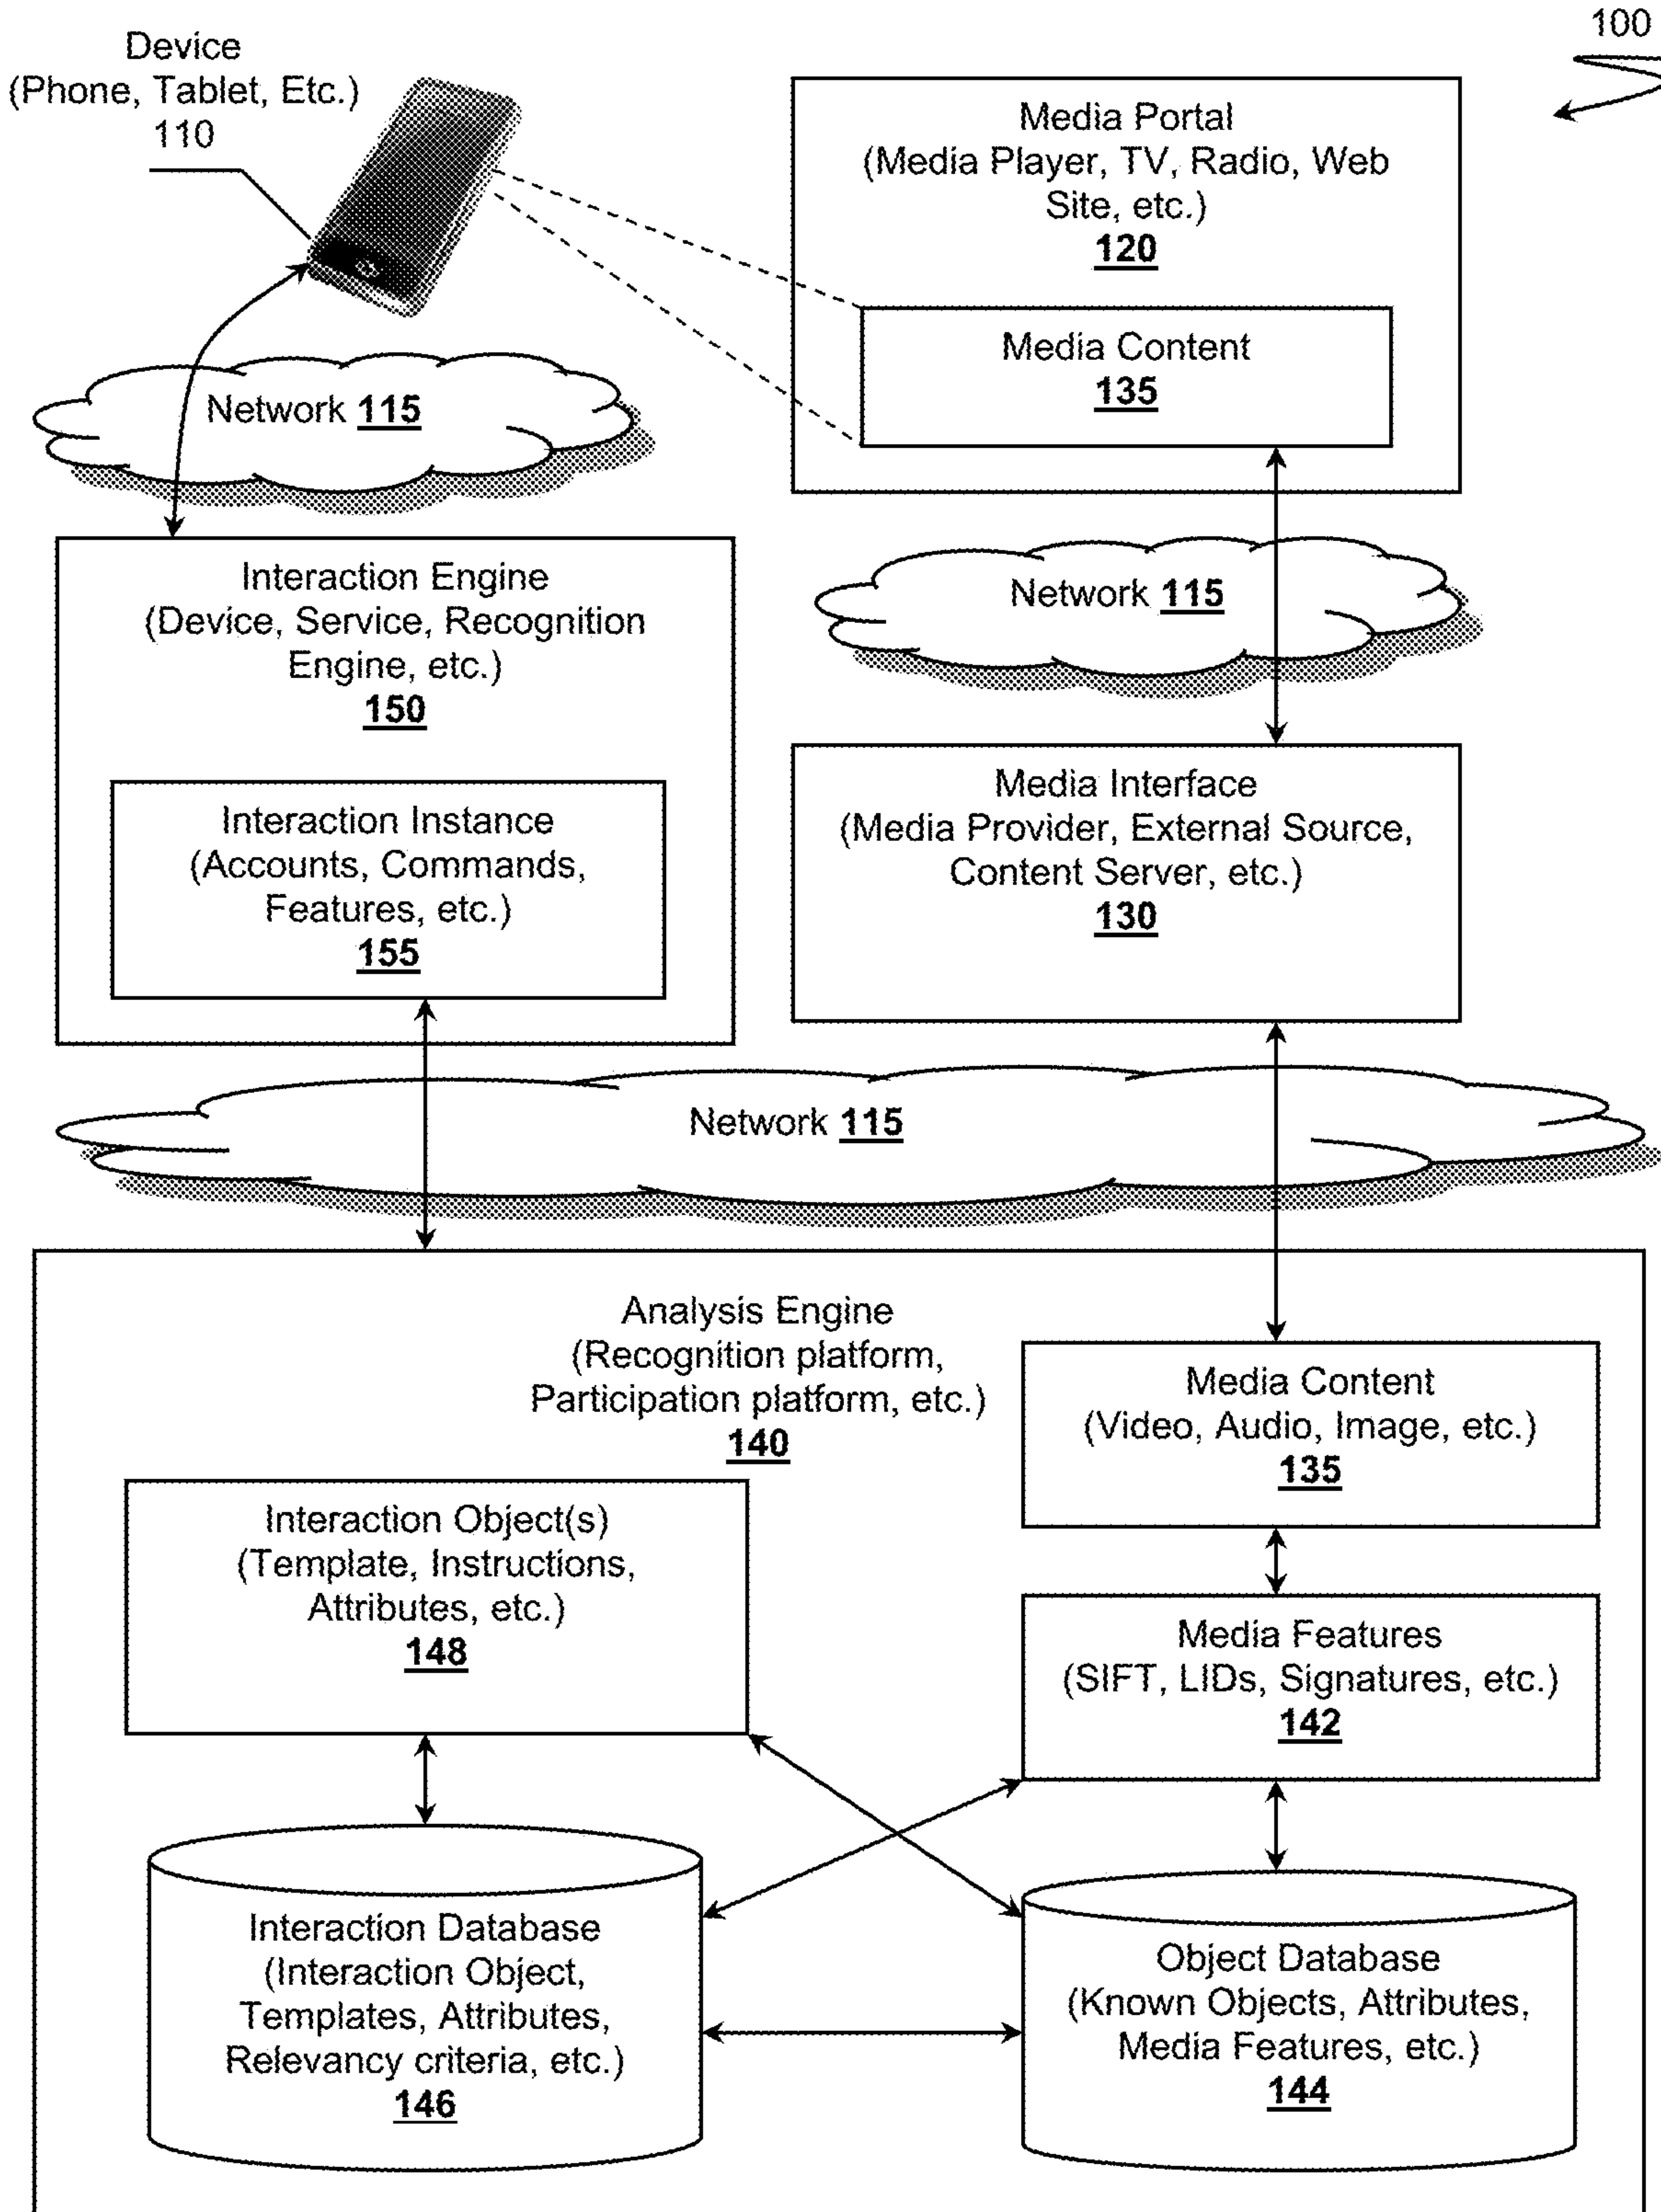 100
Device
(Phone, Tablet, Etc.)
110
Media Portal
(Media Player, TV, Radio, Web
Site, etc.)
120
Media Content
135
Network 115
Interaction Engine
(Device, Service, Recognition
Engine, etc.)
150
Interaction Instance
(Accounts, Commands,
Features, etc.)
155
Network 115
Media Interface
(Media Provider, External Source,
Content Server, etc.)
130
Network 115
Analysis Engine
(Recognition platform,
Participation platform, etc.)
140
Media Content
(Video, Audio, Image, etc.)
135
Interaction Object(s)
(Template, Instructions,
Attributes, etc.)
148
Media Features
(SIFT, LIDs, Signatures, etc.)
142
Interaction Database
(Interaction Object,
Templates, Attributes,
Relevancy criteria, etc.)
146
Object Database
(Known Objects, Attributes,
Media Features, etc.)
144